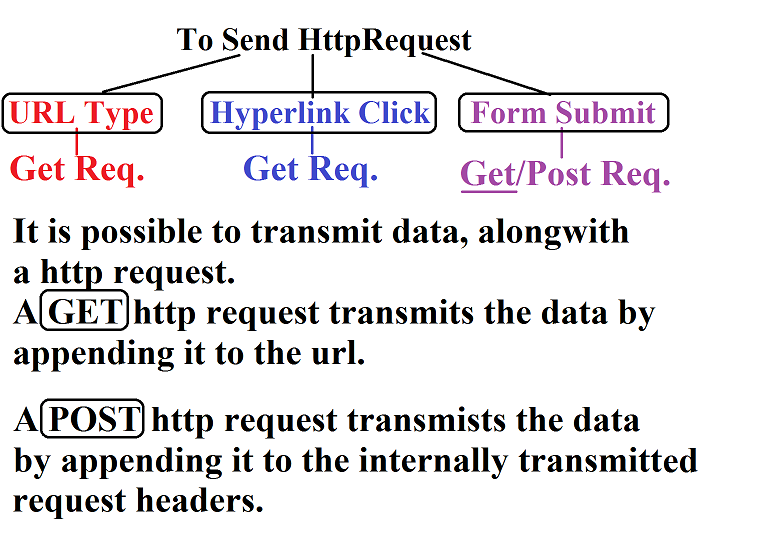 To Send HttpRequest
URL Type Hyperlink Click Form Submit
Get Req. Get Req. Get/Post Req.
It is possible to transmit data, alongwith
a http request.
A GET http request transmits the data by
appending it to the url.
A POST http request transmists the data
by appending it to the internally transmitted
request headers.